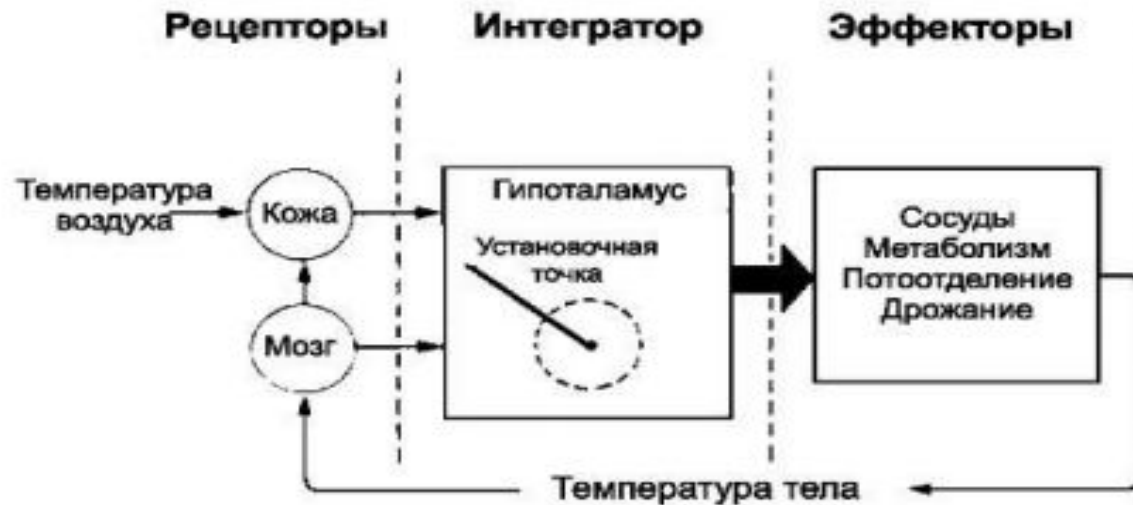 Рецепторы Интегратор Эффекторы
Температура
воздуха
Кожа
Мозг
Гипоталамус
Установочная
точка
Сосуды
Метаболизм
Потоотделение
Дрожание
Температура тела